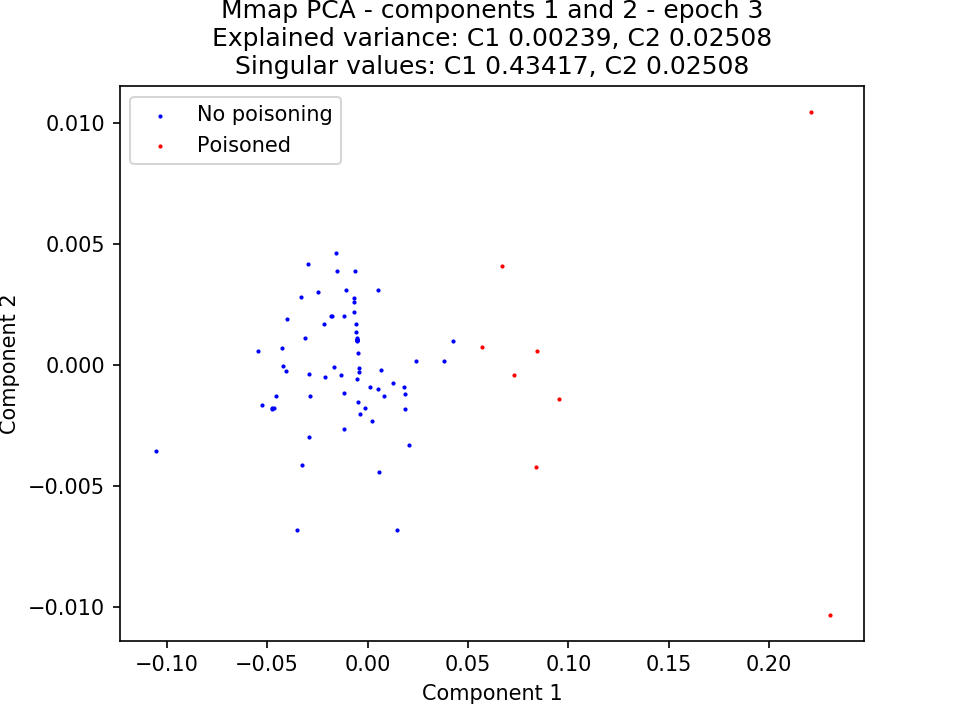 Mmap PCA - components 1 and 2 - epoch 3
Explained variance: C1 0.00239, C2 0.02508
Singular values: C1 0.43417, C2 0.02508
No poisoning
Poisoned
0.010
0.005
0.000
−0.005
−0.010
Component 2
−0.10
−0.05
0.00
0.05
0.10
0.15
0.20
Component 1